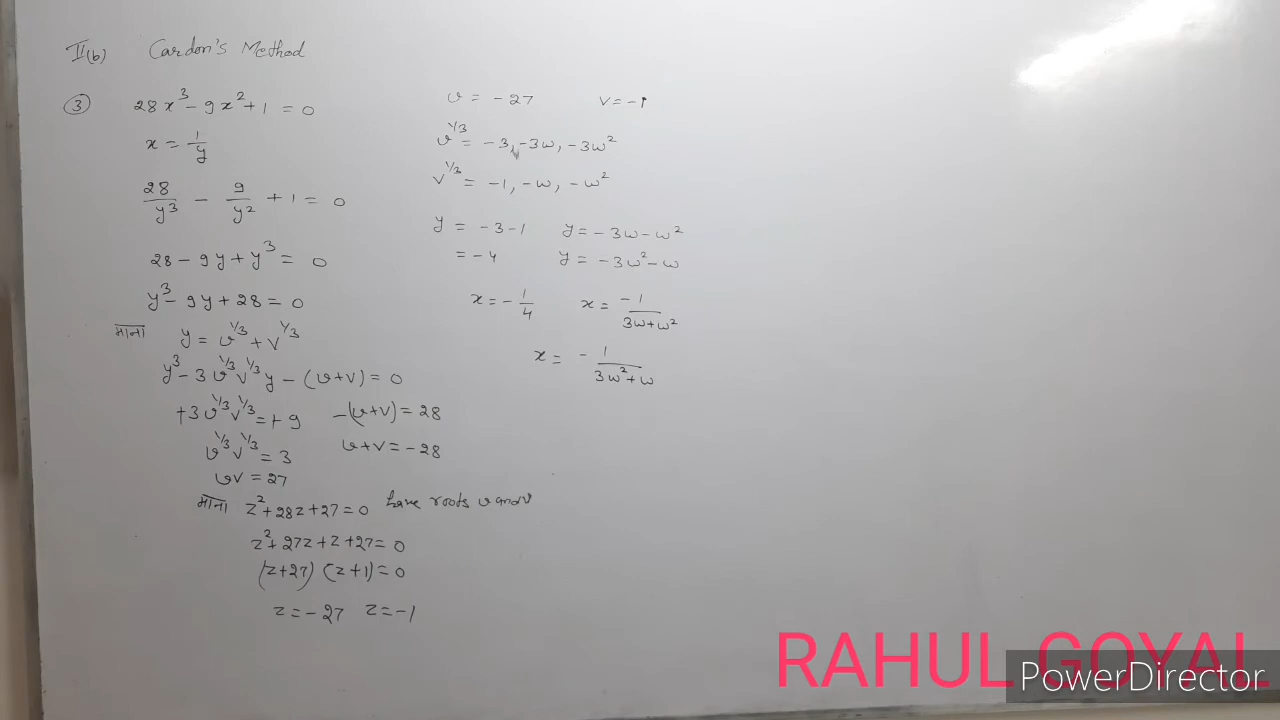 II(b) Cardon's Method
③ 28x³ - 9x² + 1 = 0
x = 1/y
28/y³ - 9/y² + 1 = 0
28 - 9y + y³ = 0
y³ - 9y + 28 = 0
माना y = u^1/3 + v^1/3
y³ - 3u^1/3 v^1/3 y - (u+v) = 0
+3u^1/3 v^1/3 = +9 -(u+v) = 28
u^1/3 v^1/3 = 3 u+v = -28
uv = 27
माना z² + 28z + 27 = 0 have roots u and v
z² + 27z + z + 27 = 0
(z+27) (z+1) = 0
z = -27 z = -1
u = -27 v = -1
u^1/3 = -3, -3ω, -3ω²
v^1/3 = -1, -ω, -ω²
y = -3-1 y = -3ω-ω²
= -4 y = -3ω²-ω
x = -1/4 x = -1/3ω+ω²
x = -1/3ω²+ω
RAHUL GOYAL
PowerDirector